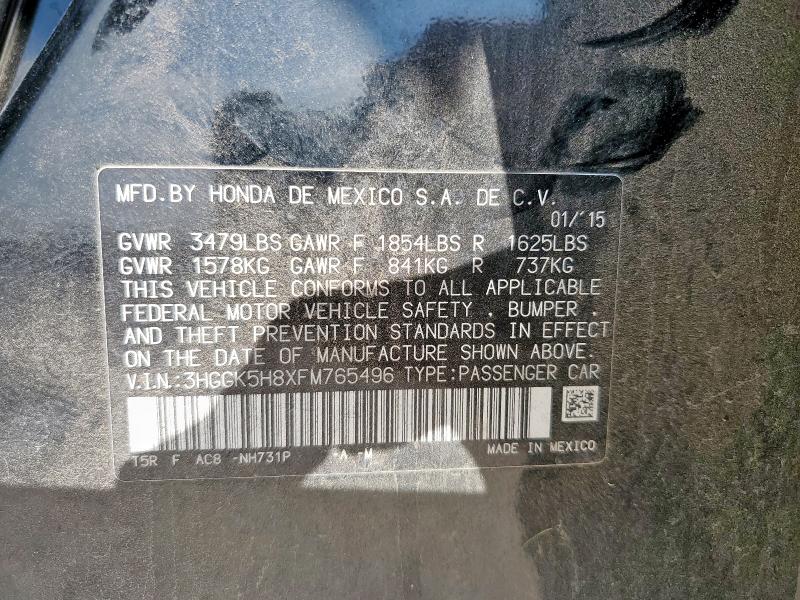 MFD.BY HONDA DE MEXICO S.A. DE C.V.
01/'15
GVWR 3479LBS GAWR F 1854LBS R 1625LBS
GVWR 1578KG GAWR F 841KG R 737KG
THIS VEHICLE CONFORMS TO ALL APPLICABLE
FEDERAL MOTOR VEHICLE SAFETY , BUMPER ,
AND THEFT PREVENTION STANDARDS IN EFFECT
ON THE DATE OF MANUFACTURE SHOWN ABOVE.
V.I.N:3HGGK5H8XFM765496 TYPE:PASSENGER CAR
T5R F AC8 -NH731P -A -M MADE IN MEXICO